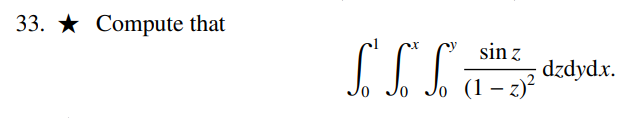 33. ★ Compute that
∫₀¹ ∫₀ˣ ∫₀ʸ sin z / (1 − z)² dzdydx.